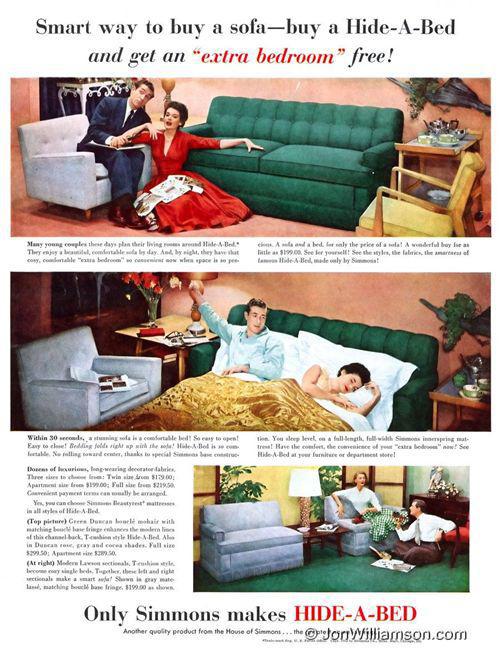 Smart way to buy a sofa—buy a Hide-A-Bed
and get an "extra bedroom" free!
Many young couples these days plan their living rooms around Hide-A-Bed.*
They enjoy a beautiful, comfortable sofa by day. And, by night, they have that
cosy, comfortable "extra bedroom" so convenient now when space is so pre-
cious. A sofa and a bed, for only the price of a sofa! A wonderful buy for as
little as $199.00. See for yourself! See the styles, the fabrics, the smartness of
famous Hide-A-Bed, made only by Simmons!
Within 30 seconds, a stunning sofa is a comfortable bed! So easy to open!
Easy to close! Bedding folds right up with the sofa! Hide-A-Bed is so com-
fortable. No rolling toward center, thanks to special Simmons base construc-
tion. You sleep level, on a full-length, full-width Simmons innerspring mat-
tress! Have the comfort, the convenience of your "extra bedroom" now! See
Hide-A-Bed at your furniture or department store!
Dozens of luxurious, long-wearing decorator-fabrics.
Three sizes to choose from: Twin size from $179.00;
Apartment size from $199.00; Full size from $219.50.
Convenient payment terms can usually be arranged.
Yes, you can choose Simmons Beautyrest* mattresses
in all styles of Hide-A-Bed.
(Top picture) Green Duncan bouclé mohair with
matching bouclé base fringe enhances the modern lines
of this channel-back, T-cushion style Hide-A-Bed. Also
in Duncan rose, gray and cocoa shades. Full size
$299.50; Apartment size $289.50.
(At right) Modern Lawson sectionals, T-cushion style,
become cozy single beds. Together, these left and right
sectionals make a smart sofa! Shown in gray mate-
lassé, matching bouclé base fringe, $199.00 as shown.
Only Simmons makes HIDE-A-BED
Another quality product from the House of Simmons . . . the
©JonWilliamson.com